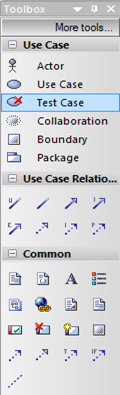 Toolbox
More tools...
Use Case
Actor
Use Case
Test Case
Collaboration
Boundary
Package
Use Case Relatio...
Common